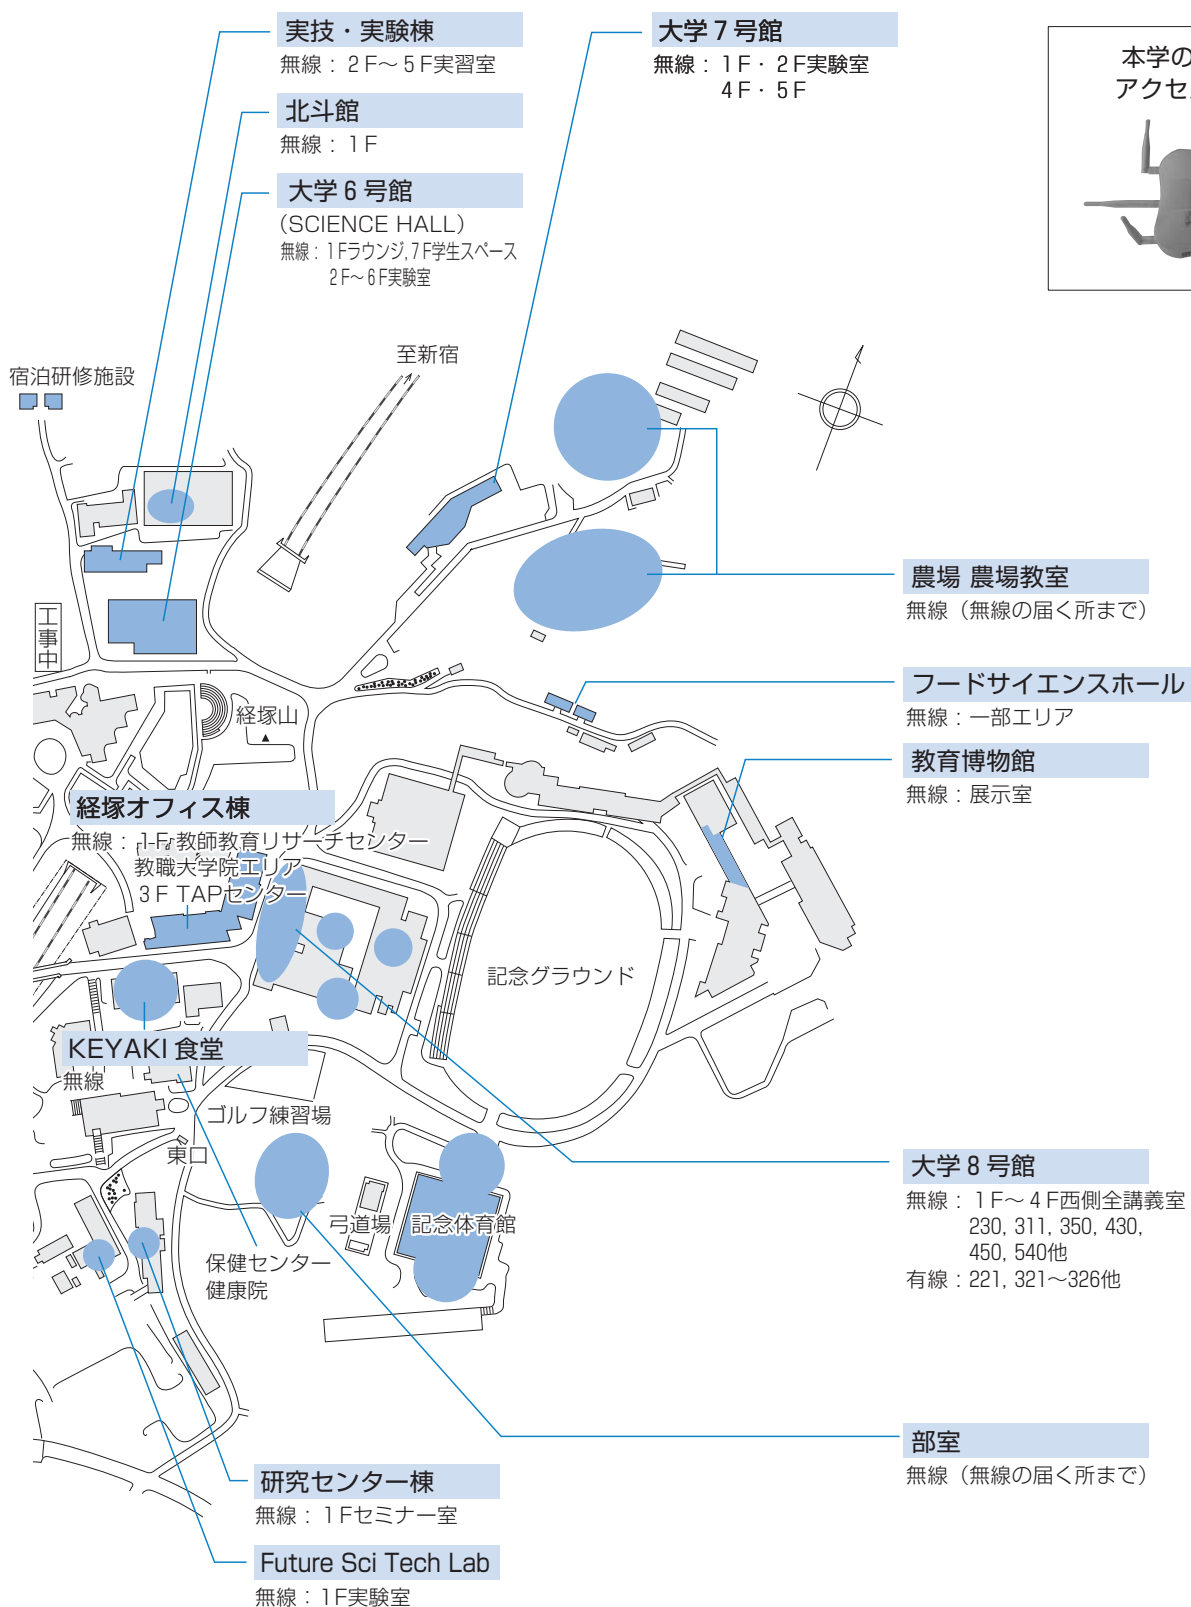 実技・実験棟
無線：2F～5F実習室
北斗館
無線：1F
大学6号館
（SCIENCE HALL）
無線：1Fラウンジ,7F学生スペース
2F～6F実験室
大学7号館
無線：1F・2F実験室
4F・5F
本学の
アクセ
至新宿
宿泊研修施設
工事中
経塚山
農場 農場教室
無線（無線の届く所まで）
フードサイエンスホール
無線：一部エリア
教育博物館
無線：展示室
経塚オフィス棟
無線：1F 教師教育リサーチセンター
教職大学院エリア
3F TAPセンター
記念グラウンド
KEYAKI 食堂
無線
ゴルフ練習場
東口
弓道場
記念体育館
保健センター
健康院
大学8号館
無線：1F～4F西側全講義室
230, 311, 350, 430,
450, 540他
有線：221, 321～326他
部室
無線（無線の届く所まで）
研究センター棟
無線：1Fセミナー室
Future Sci Tech Lab
無線：1F実験室